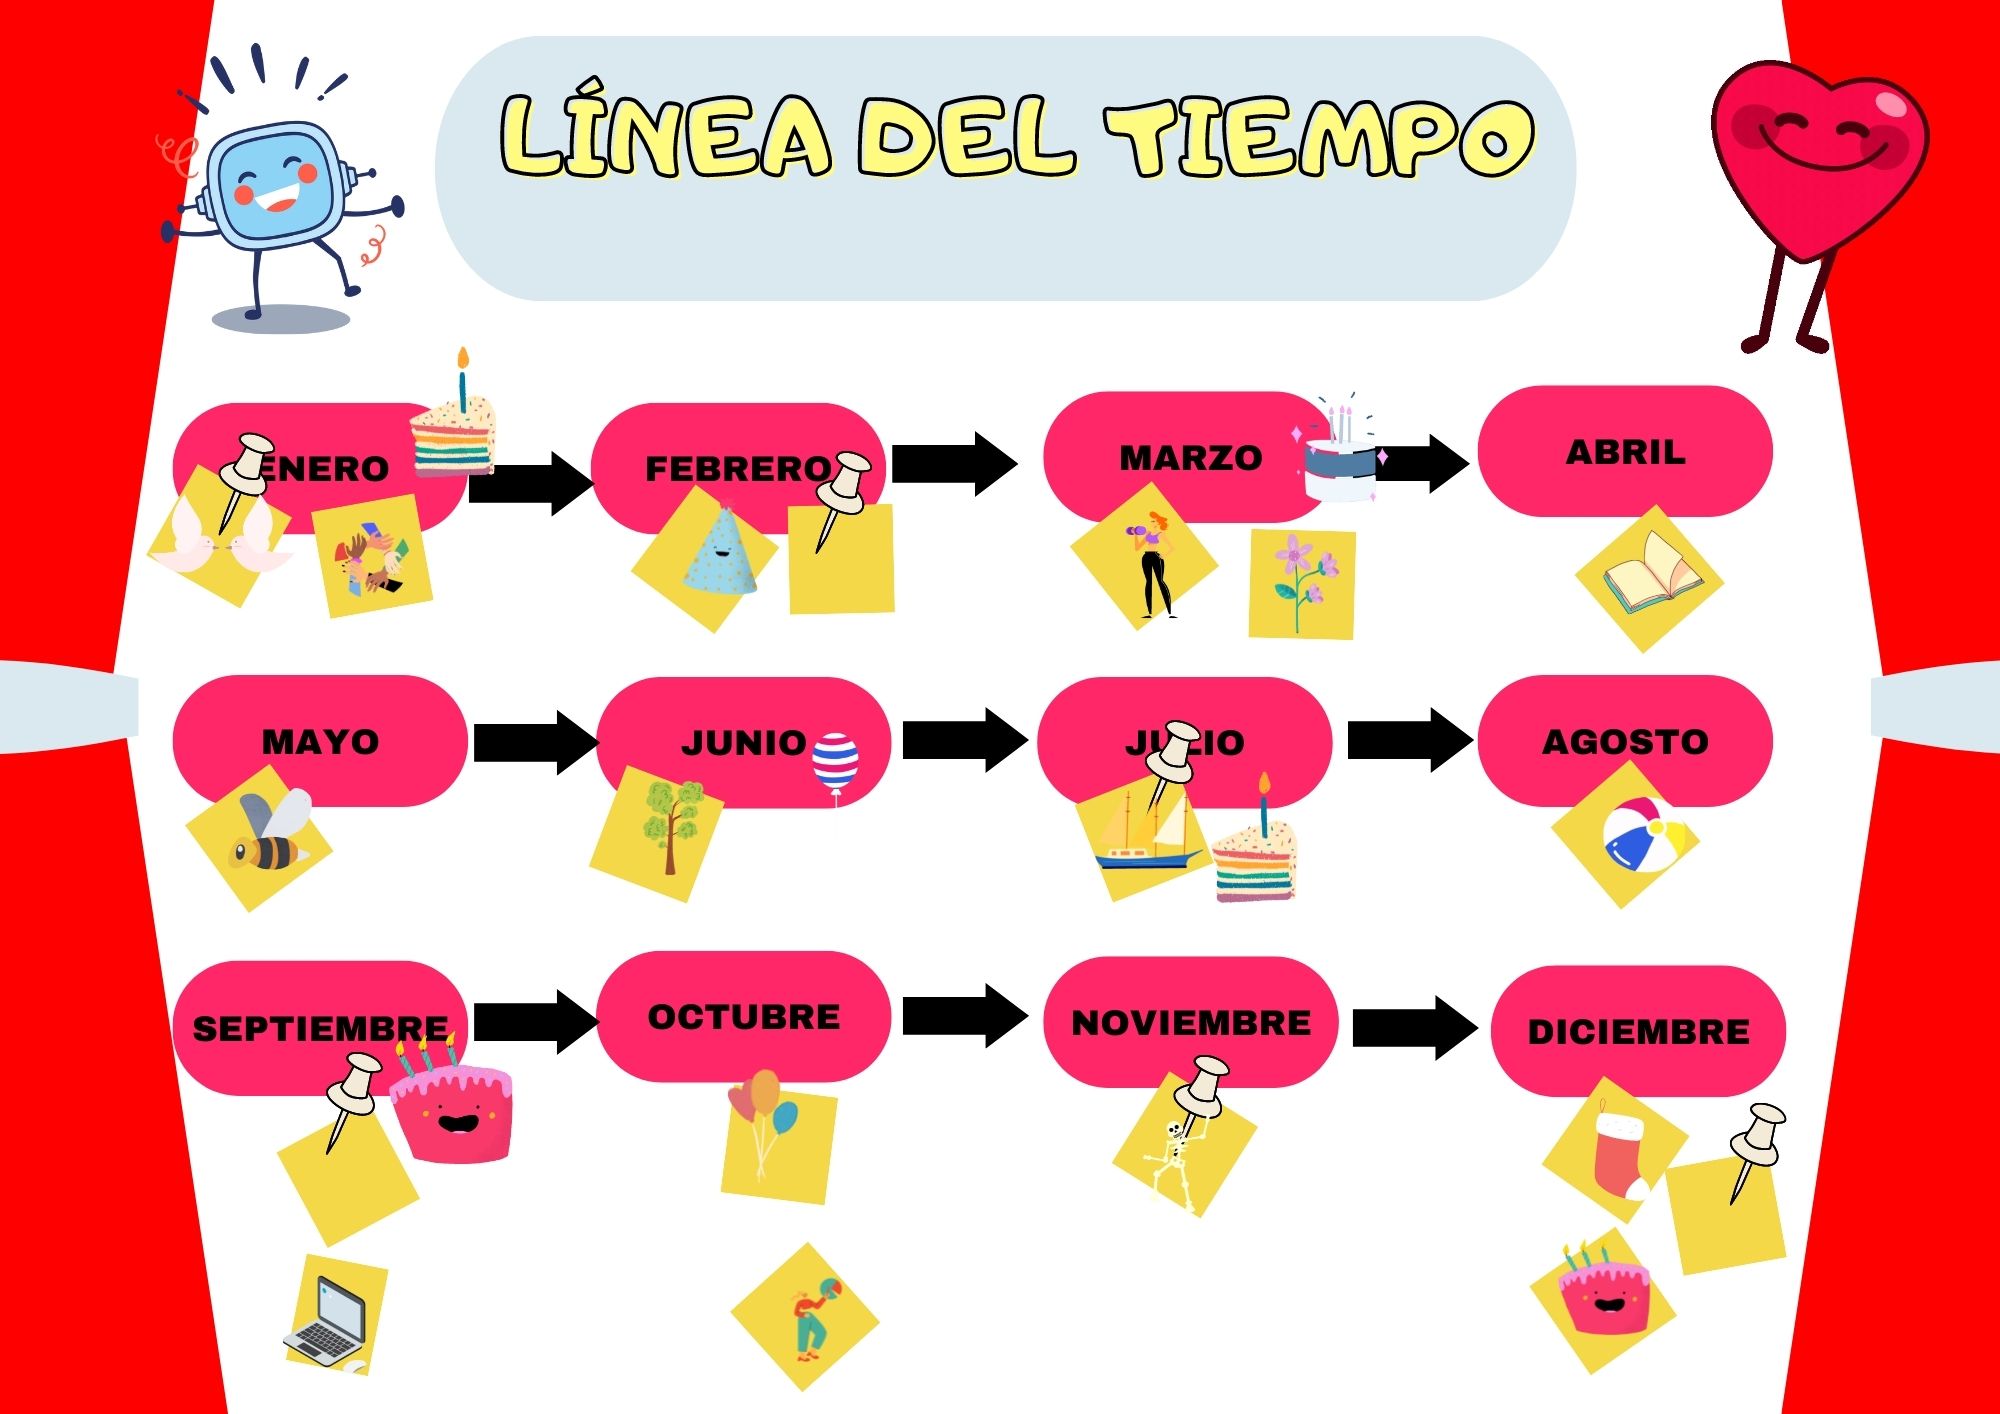 LÍNEA DEL TIEMPO
ENERO
FEBRERO
MARZO
ABRIL
MAYO
JUNIO
JULIO
AGOSTO
SEPTIEMBRE
OCTUBRE
NOVIEMBRE
DICIEMBRE